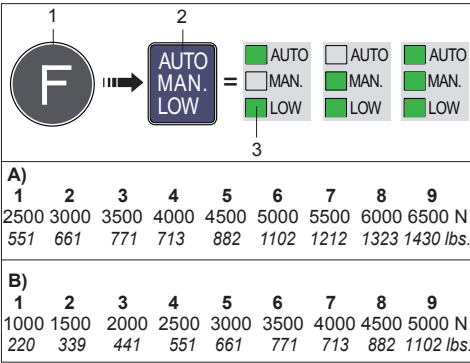 1 2
F AUTO MAN. LOW = AUTO MAN. LOW AUTO MAN. LOW AUTO MAN. LOW
3
A)
1 2 3 4 5 6 7 8 9
2500 3000 3500 4000 4500 5000 5500 6000 6500 N
551 661 771 713 882 1102 1212 1323 1430 lbs.
B)
1 2 3 4 5 6 7 8 9
1000 1500 2000 2500 3000 3500 4000 4500 5000 N
220 339 441 551 661 771 713 882 1102 lbs.